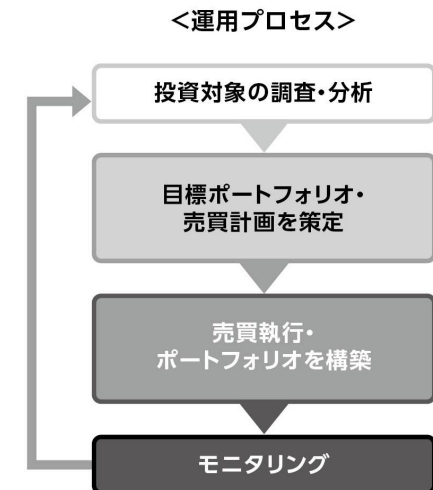 ＜運用プロセス＞
投資対象の調査・分析
目標ポートフォリオ・
売買計画を策定
売買執行・
ポートフォリオを構築
モニタリング